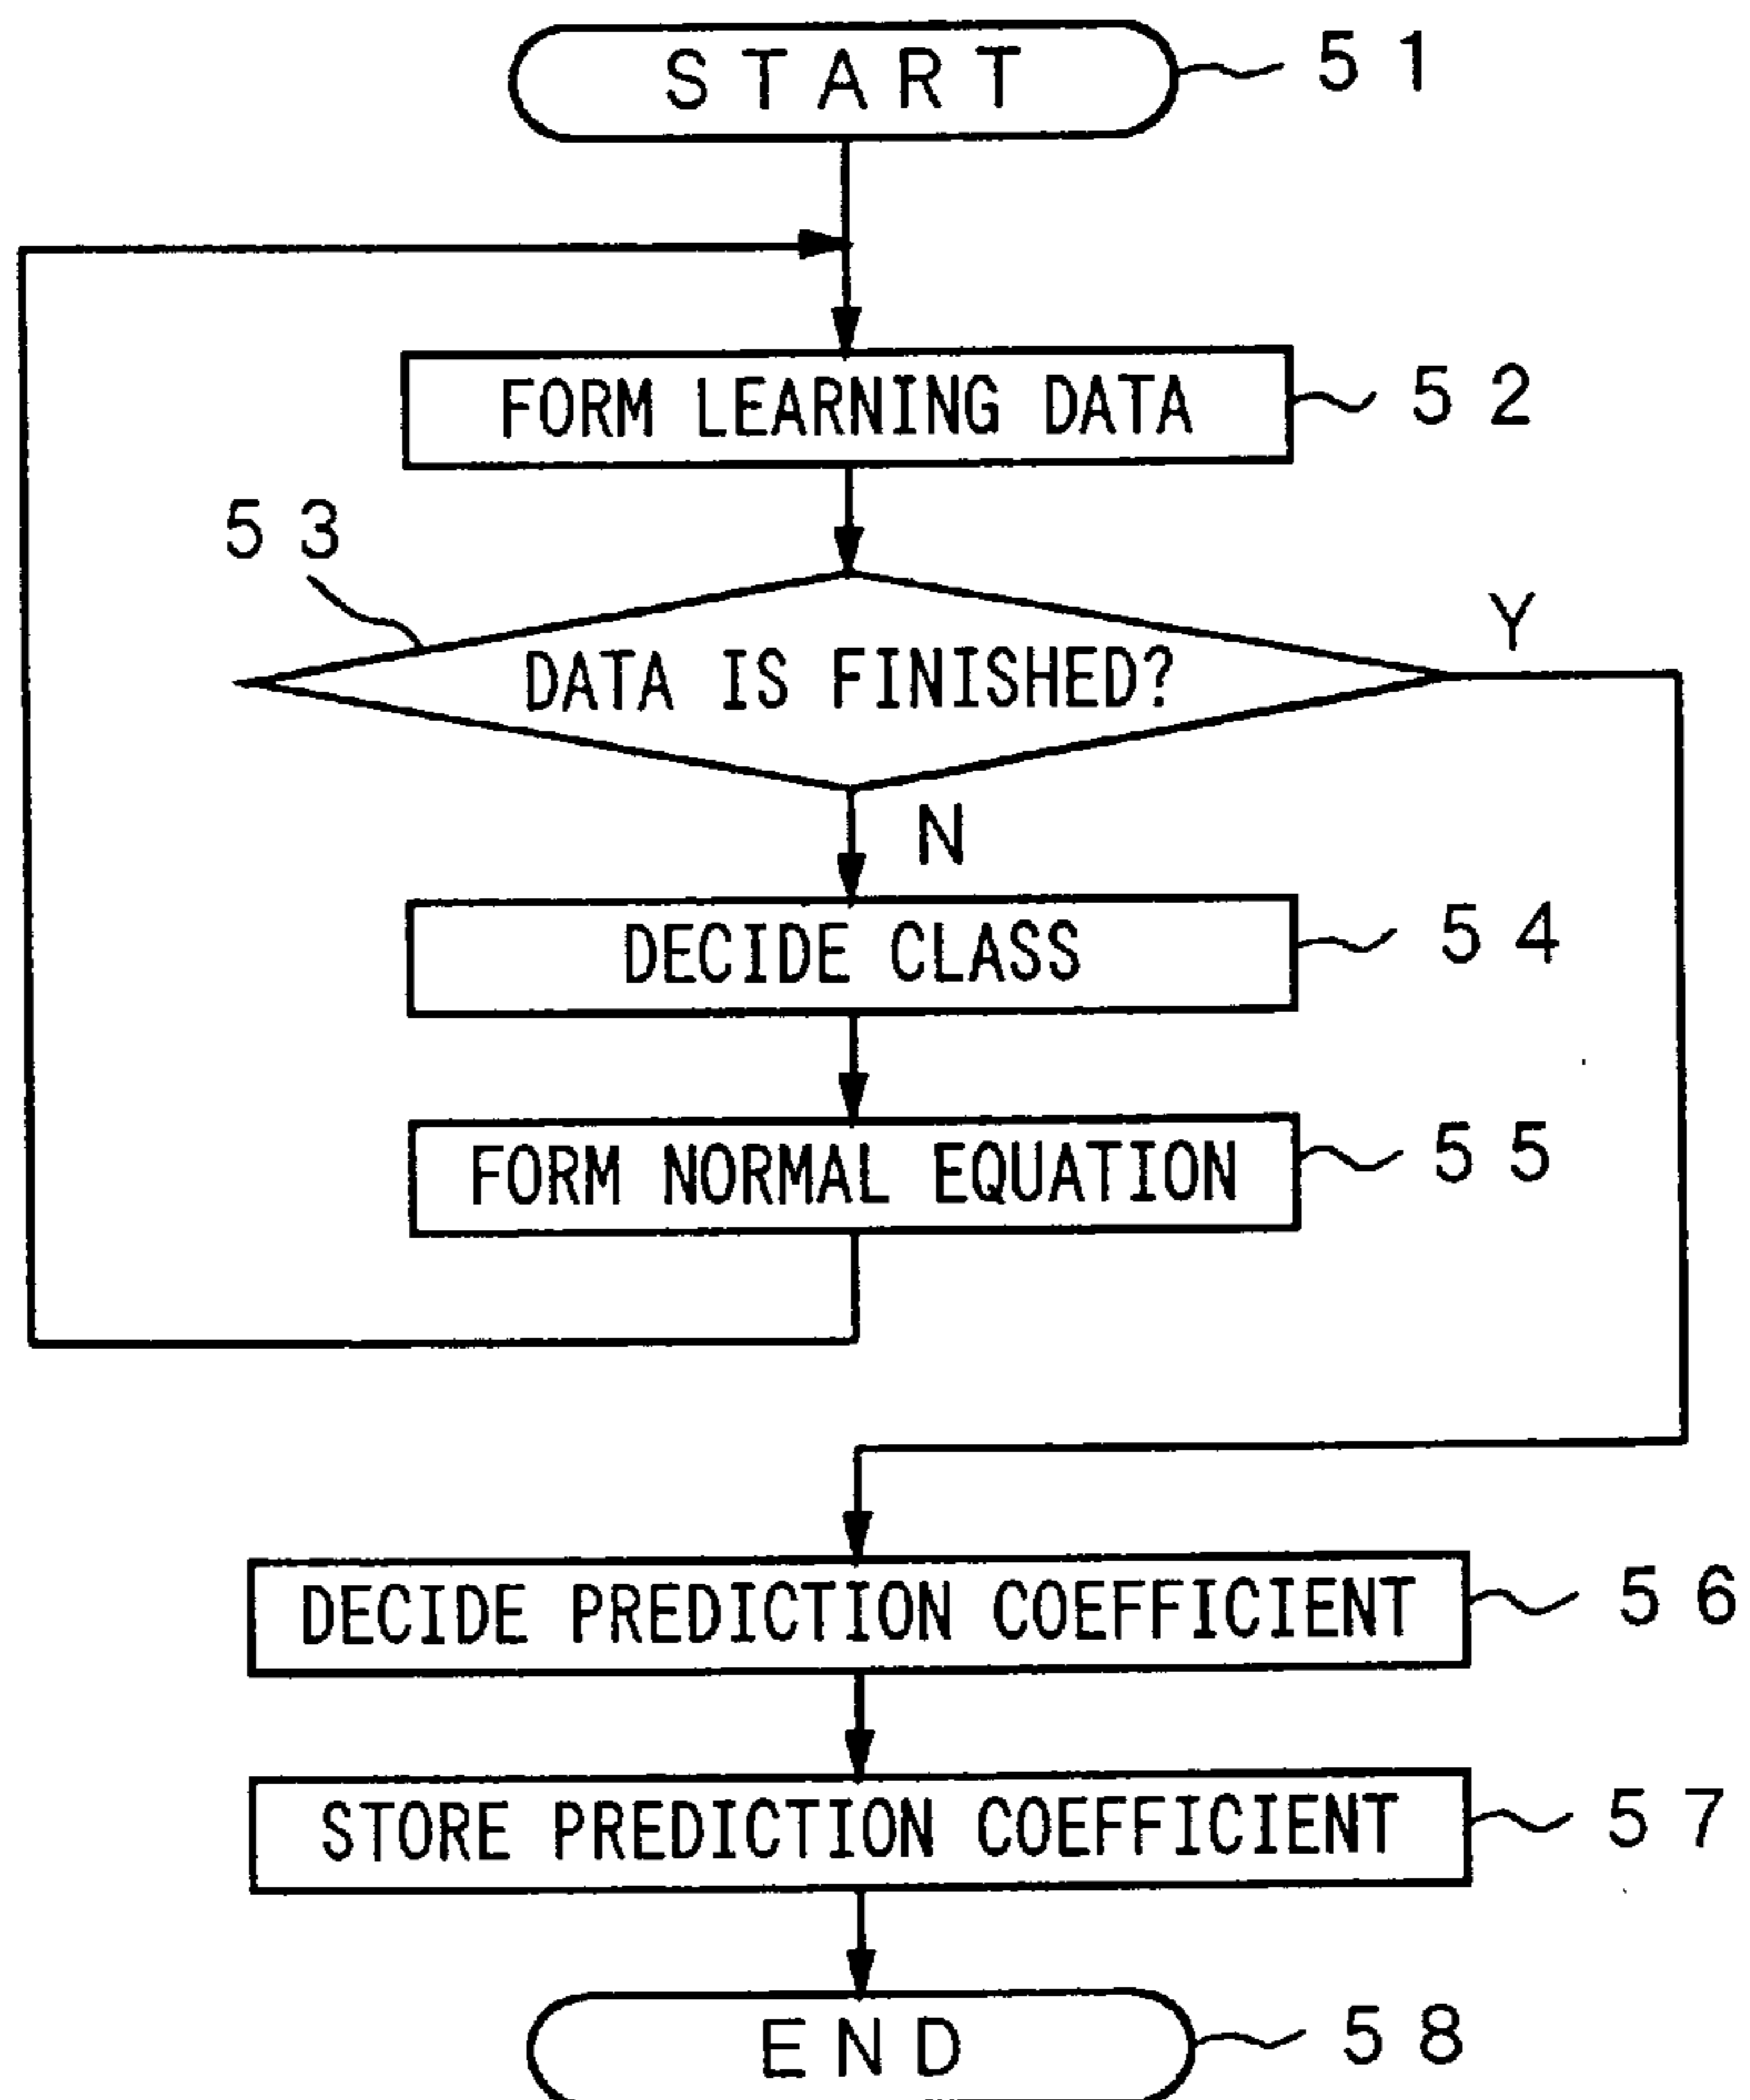 START 51
FORM LEARNING DATA 52
53
DATA IS FINISHED? Y
N
DECIDE CLASS 54
FORM NORMAL EQUATION 55
DECIDE PREDICTION COEFFICIENT 56
STORE PREDICTION COEFFICIENT 57
END 58